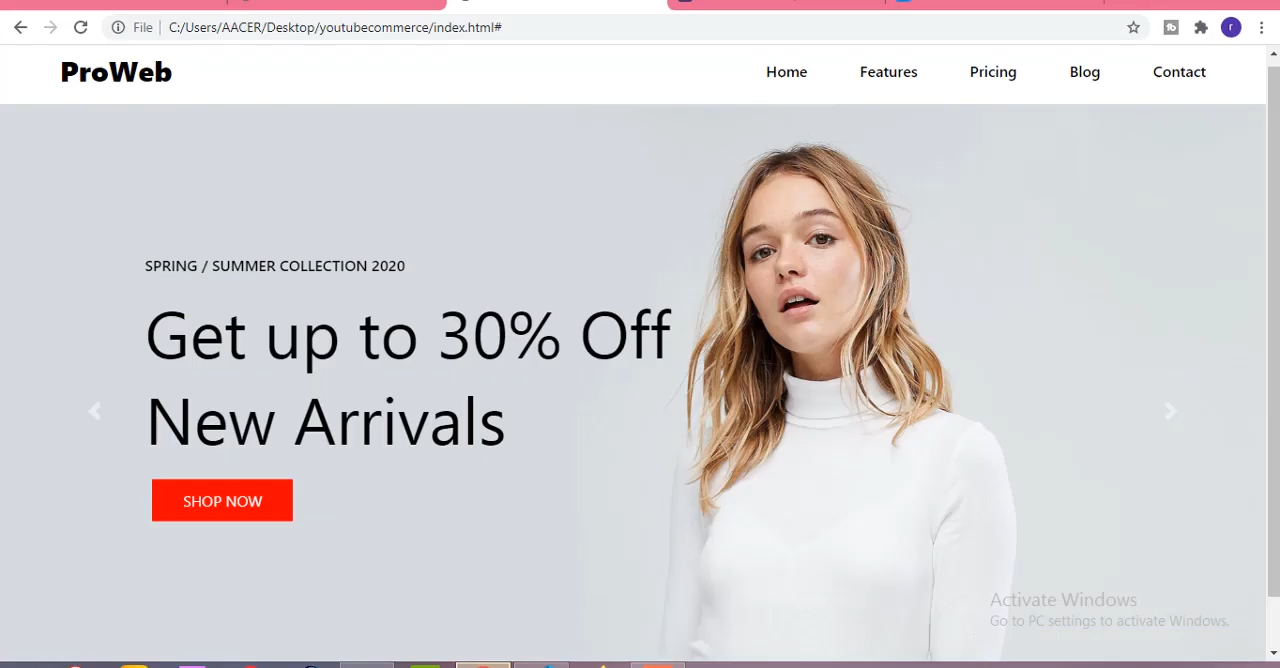 File
C:/Users/AACER/Desktop/youtubecommerce/index.html#
r
ProWeb
Home
Features
Pricing
Blog
Contact
SPRING / SUMMER COLLECTION 2020
Get up to 30% Off
New Arrivals
SHOP NOW
Activate Windows
Go to PC settings to activate Windows.